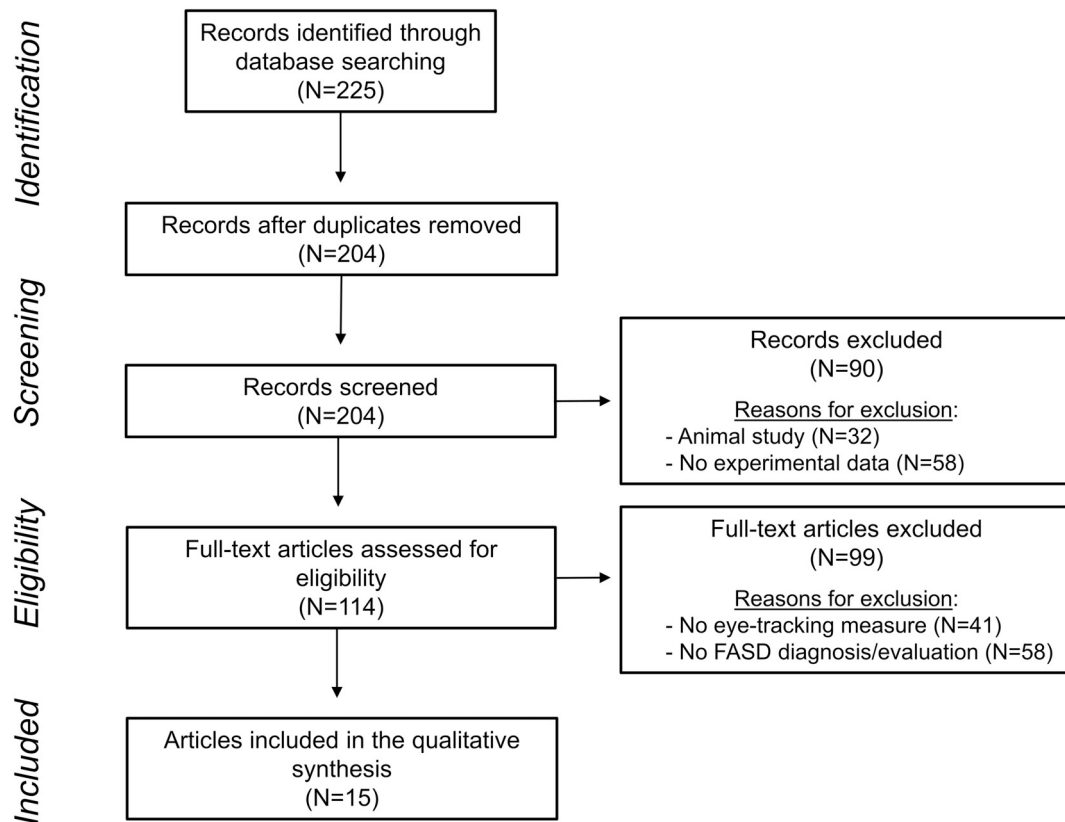 Identification
Records identified through
database searching
(N=225)
Records after duplicates removed
(N=204)
Screening
Records screened
(N=204)
Records excluded
(N=90)
Reasons for exclusion:
- Animal study (N=32)
- No experimental data (N=58)
Eligibility
Full-text articles assessed for
eligibility
(N=114)
Full-text articles excluded
(N=99)
Reasons for exclusion:
- No eye-tracking measure (N=41)
- No FASD diagnosis/evaluation (N=58)
Included
Articles included in the qualitative
synthesis
(N=15)